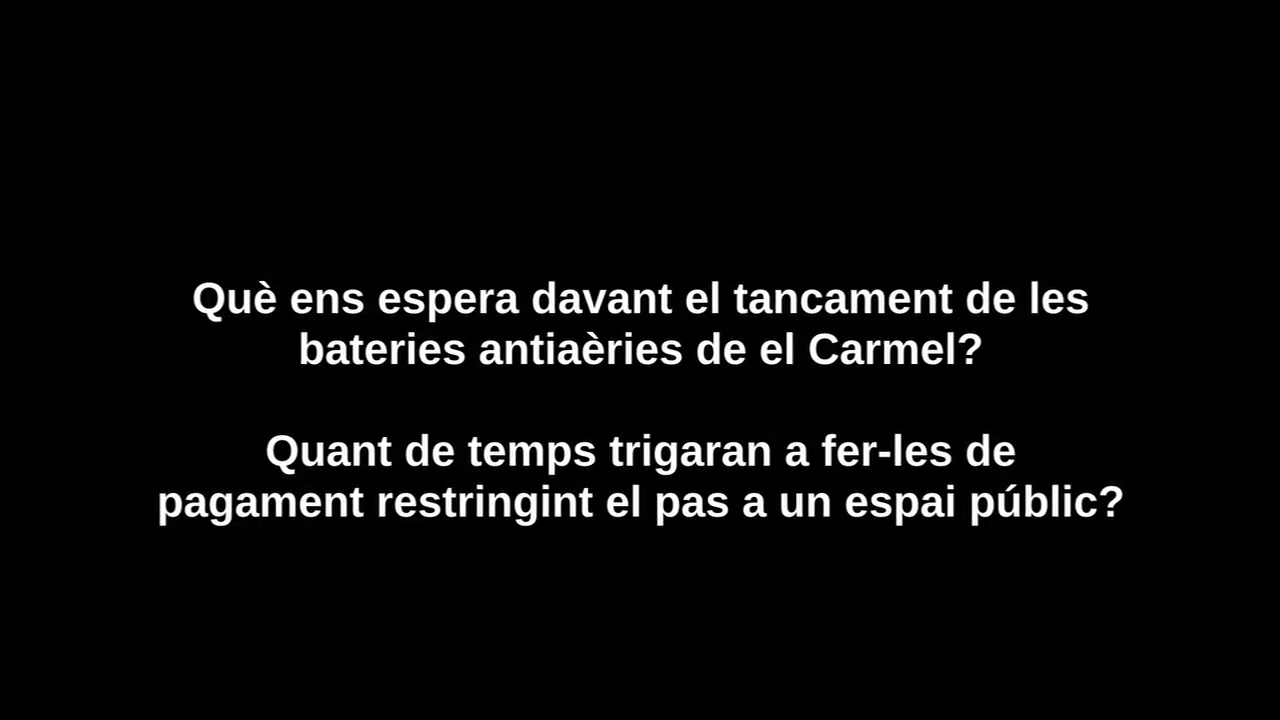 Què ens espera davant el tancament de les
bateries antiaèries de el Carmel?
Quant de temps trigaran a fer-les de
pagament restringint el pas a un espai públic?